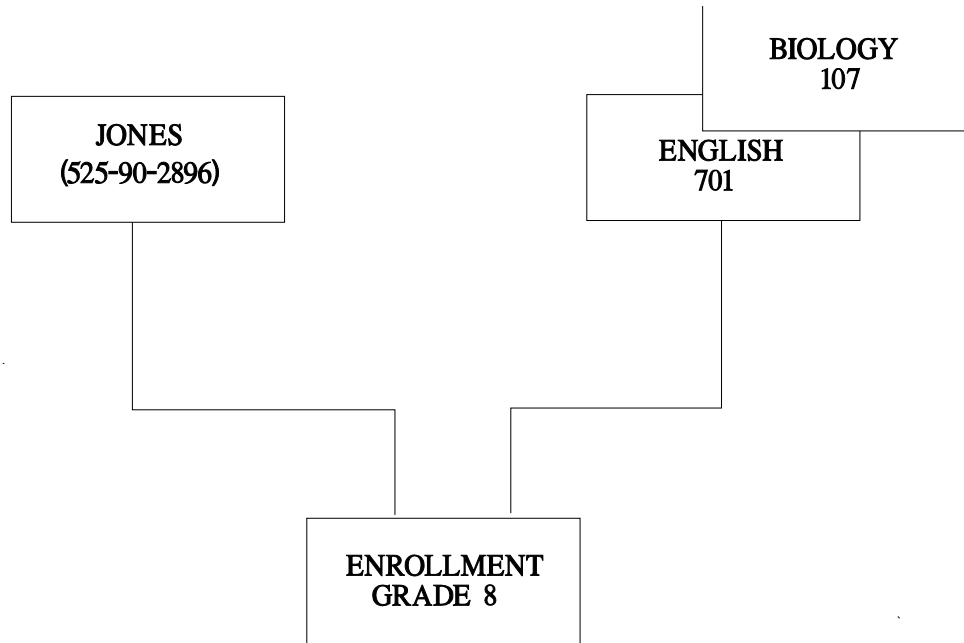 BIOLOGY
107
JONES
(525-90-2896)
ENGLISH
701
ENROLLMENT
GRADE 8